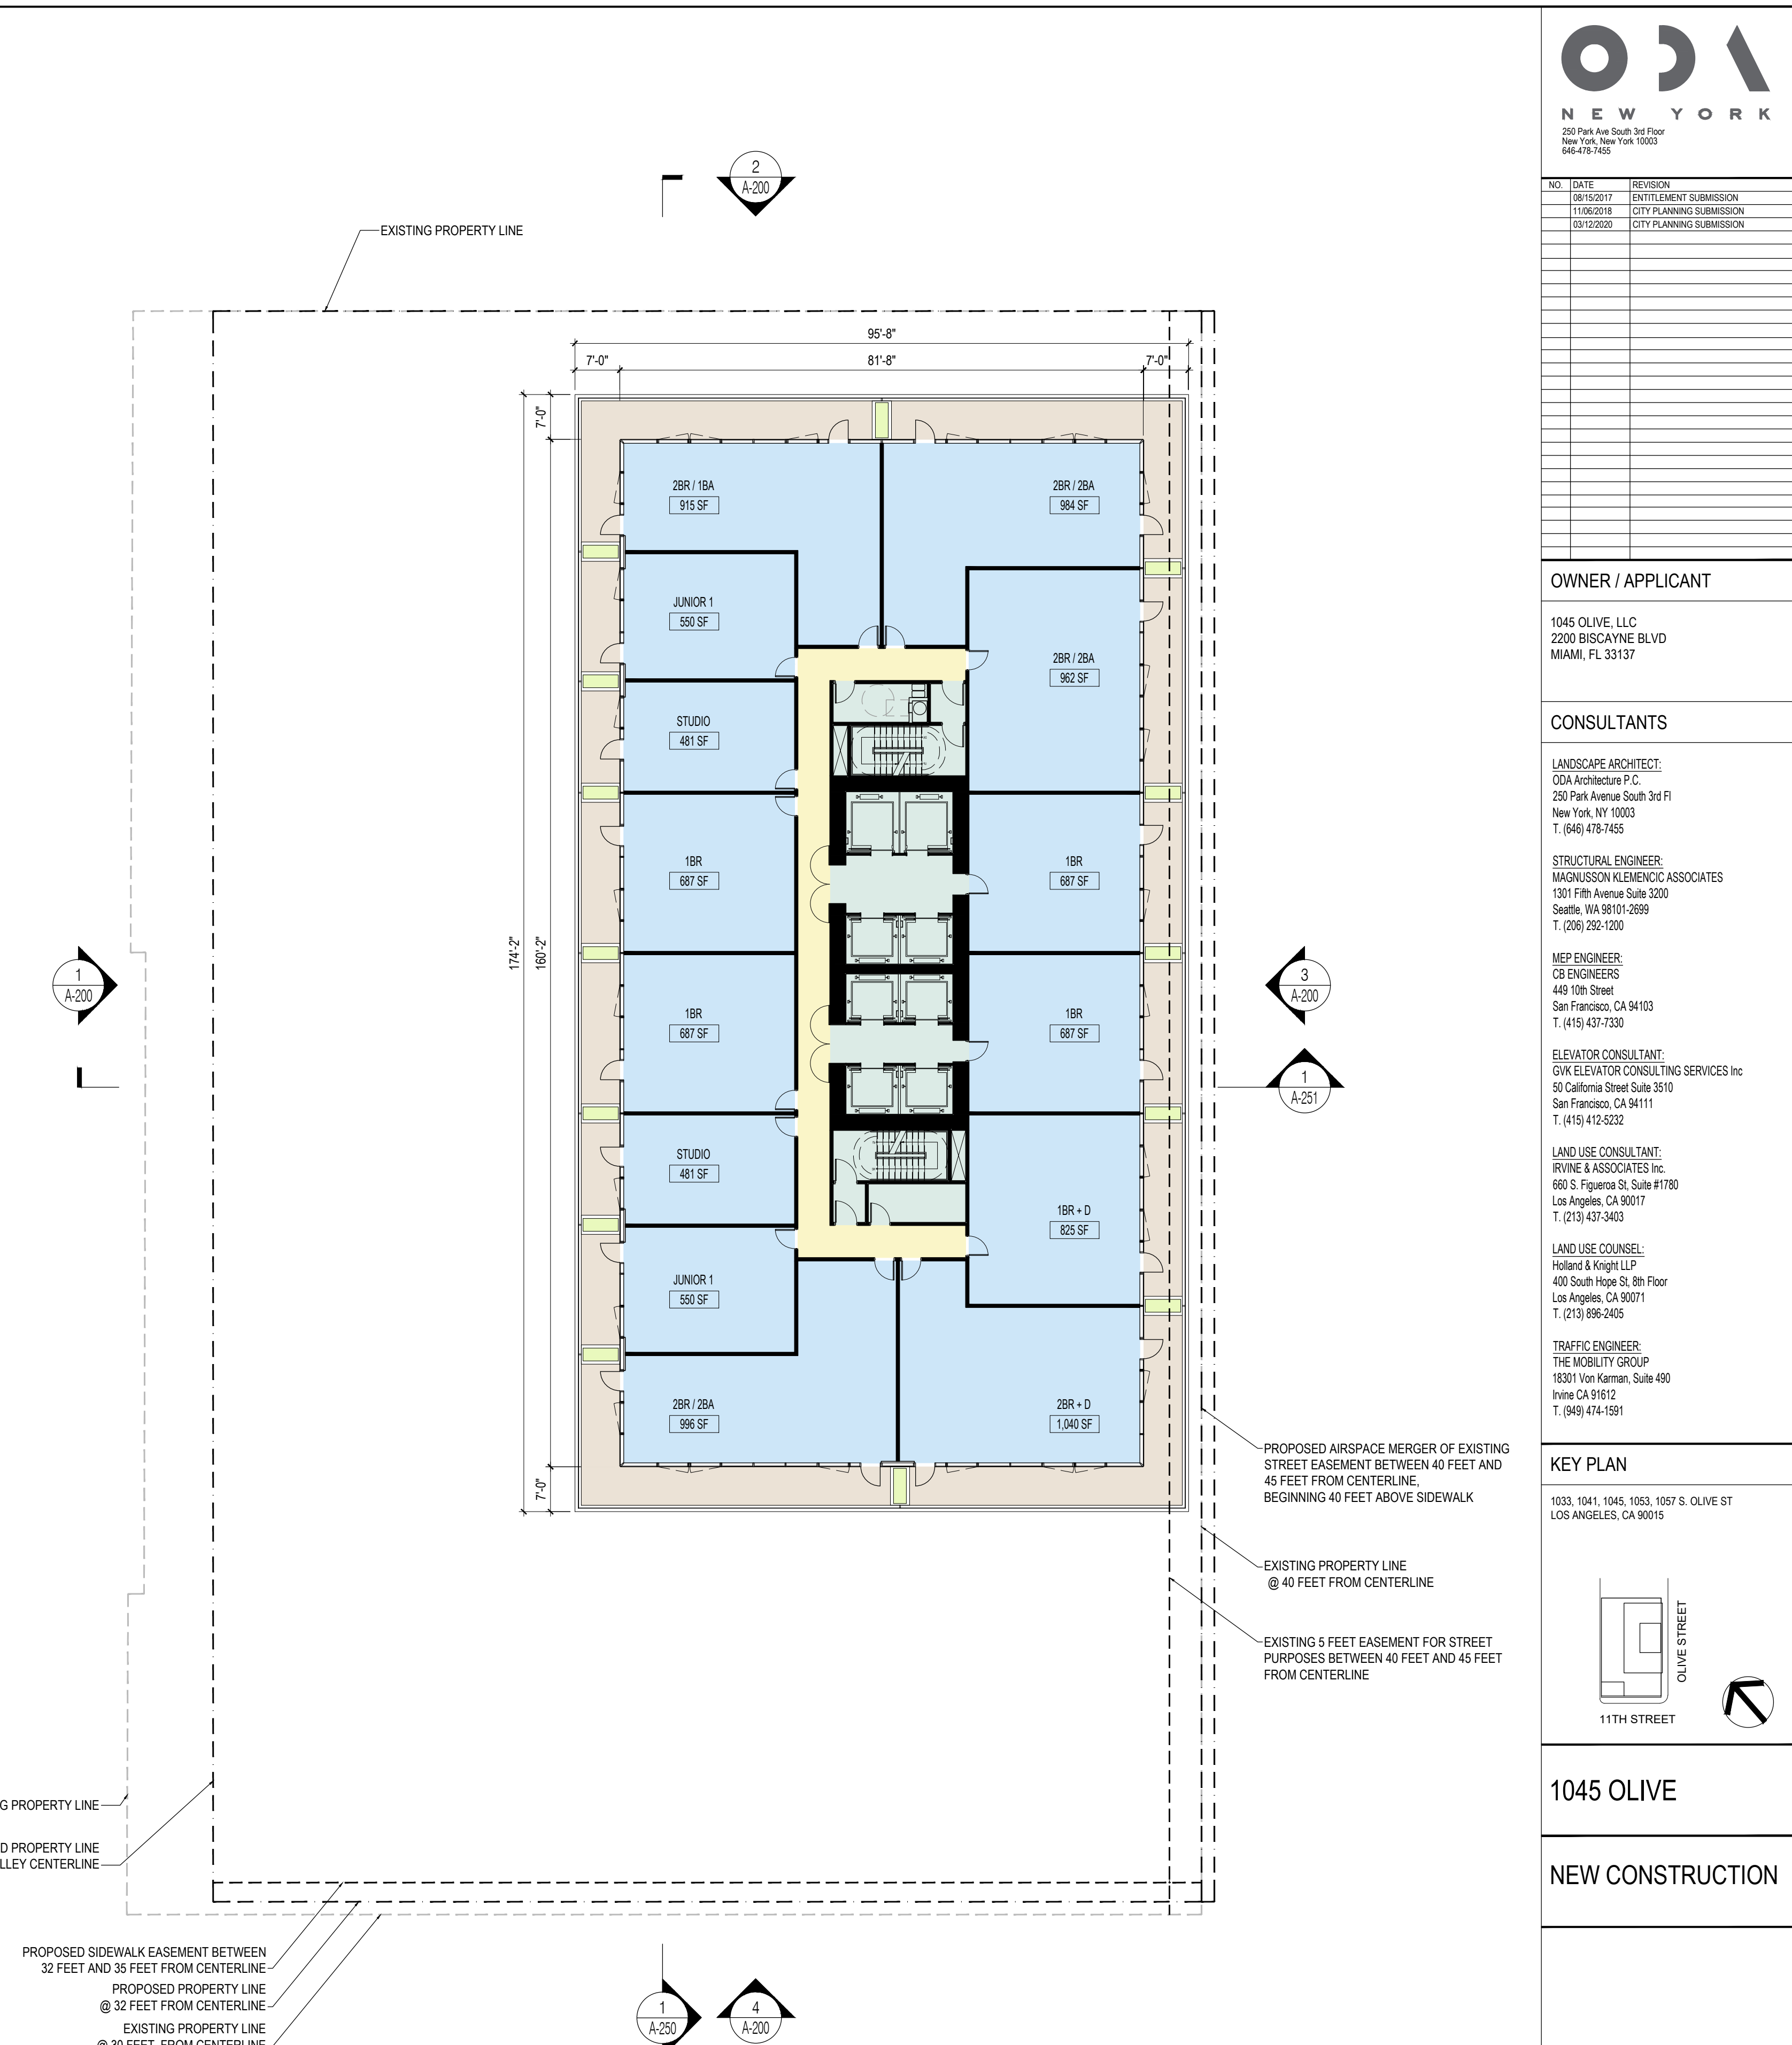 2
A-200
EXISTING PROPERTY LINE
95'-8"
7'-0"
81'-8"
7'-0"
7'-0"
174'-2"
160'-2"
7'-0"
2BR / 1BA
915 SF
2BR / 2BA
984 SF
JUNIOR 1
550 SF
2BR / 2BA
962 SF
STUDIO
481 SF
1BR
687 SF
1BR
687 SF
1BR
687 SF
1BR
687 SF
STUDIO
481 SF
1BR + D
825 SF
JUNIOR 1
550 SF
2BR / 2BA
996 SF
2BR + D
1,040 SF
1
A-200
3
A-200
1
A-251
PROPOSED AIRSPACE MERGER OF EXISTING
STREET EASEMENT BETWEEN 40 FEET AND
45 FEET FROM CENTERLINE,
BEGINNING 40 FEET ABOVE SIDEWALK
EXISTING PROPERTY LINE
@ 40 FEET FROM CENTERLINE
EXISTING 5 FEET EASEMENT FOR STREET
PURPOSES BETWEEN 40 FEET AND 45 FEET
FROM CENTERLINE
G PROPERTY LINE
D PROPERTY LINE
LLEY CENTERLINE
PROPOSED SIDEWALK EASEMENT BETWEEN
32 FEET AND 35 FEET FROM CENTERLINE
PROPOSED PROPERTY LINE
@ 32 FEET FROM CENTERLINE
EXISTING PROPERTY LINE
@ 30 FEET FROM CENTERLINE
1
A-250
4
A-200
ODA
NEW YORK
250 Park Ave South 3rd Floor
New York, New York 10003
646-478-7455
NO. DATE REVISION
08/15/2017 ENTITLEMENT SUBMISSION
11/06/2018 CITY PLANNING SUBMISSION
03/12/2020 CITY PLANNING SUBMISSION
OWNER / APPLICANT
1045 OLIVE, LLC
2200 BISCAYNE BLVD
MIAMI, FL 33137
CONSULTANTS
LANDSCAPE ARCHITECT:
ODA Architecture P.C.
250 Park Avenue South 3rd Fl
New York, NY 10003
T. (646) 478-7455
STRUCTURAL ENGINEER:
MAGNUSSON KLEMENCIC ASSOCIATES
1301 Fifth Avenue Suite 3200
Seattle, WA 98101-2699
T. (206) 292-1200
MEP ENGINEER:
CB ENGINEERS
449 10th Street
San Francisco, CA 94103
T. (415) 437-7330
ELEVATOR CONSULTANT:
GVK ELEVATOR CONSULTING SERVICES Inc
50 California Street Suite 3510
San Francisco, CA 94111
T. (415) 412-5232
LAND USE CONSULTANT:
IRVINE & ASSOCIATES Inc.
660 S. Figueroa St, Suite #1780
Los Angeles, CA 90017
T. (213) 437-3403
LAND USE COUNSEL:
Holland & Knight LLP
400 South Hope St, 8th Floor
Los Angeles, CA 90071
T. (213) 896-2405
TRAFFIC ENGINEER:
THE MOBILITY GROUP
18301 Von Karman, Suite 490
Irvine CA 91612
T. (949) 474-1591
KEY PLAN
1033, 1041, 1045, 1053, 1057 S. OLIVE ST
LOS ANGELES, CA 90015
OLIVE STREET
11TH STREET
1045 OLIVE
NEW CONSTRUCTION